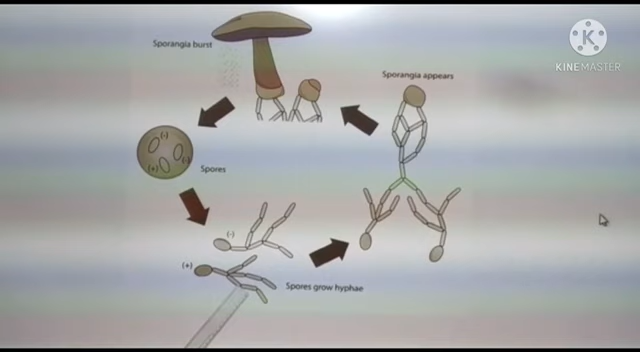 Sporangia burst
K
KINEMASTER
Sporangia appears
(-)
(-)
(+)
Spores
(-)
(+)
Spores grow hyphae